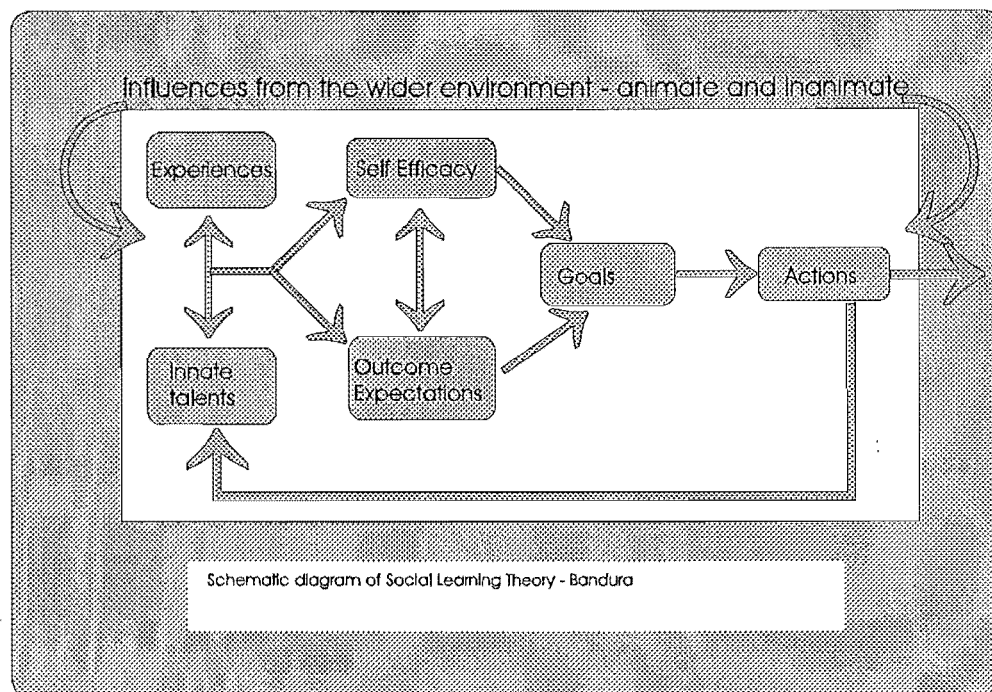 Influences from the wider environment - animate and inanimate
Experiences
Self Efficacy
Goals
Actions
Innate
talents
Outcome
Expectations
Schematic diagram of Social Learning Theory - Bandura